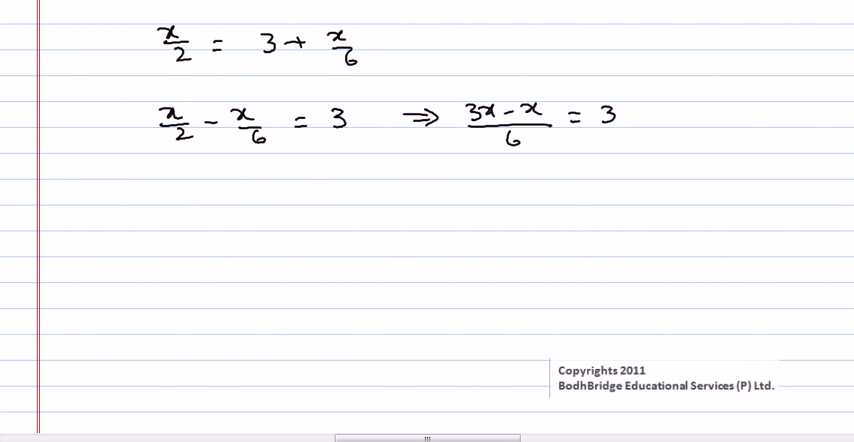 x/2 = 3 + x/6
x/2 - x/6 = 3 ⇒ (3x - x)/6 = 3
Copyrights 2011
BodhBridge Educational Services (P) Ltd.